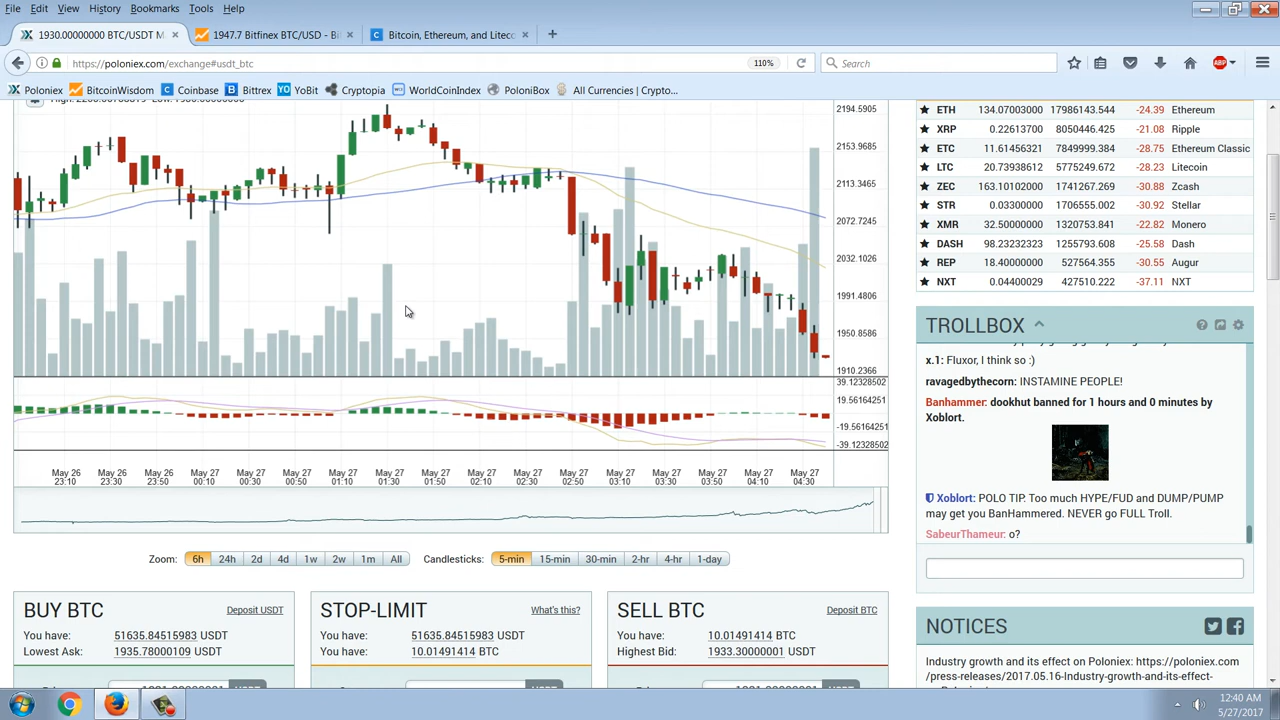 File Edit View History Bookmarks Tools Help
1930.00000000 BTC/USDT M
1947.7 Bitfinex BTC/USD - Bi
Bitcoin, Ethereum, and Litec
https://poloniex.com/exchange#usdt_btc
110%
Search
ABP
Poloniex BitcoinWisdom Coinbase Bittrex YoBit Cryptopia WorldCoinIndex PoloniBox All Currencies | Crypto...
2194.5905
2153.9685
2113.3465
2072.7245
2032.1026
1991.4806
1950.8586
1910.2366
39.12328502
19.56164251
-19.56164251
-39.12328502
May 26 23:10
May 26 23:30
May 26 23:50
May 27 00:10
May 27 00:30
May 27 00:50
May 27 01:10
May 27 01:30
May 27 01:50
May 27 02:10
May 27 02:30
May 27 02:50
May 27 03:10
May 27 03:30
May 27 03:50
May 27 04:10
May 27 04:30
Zoom: 6h 24h 2d 4d 1w 2w 1m All Candlesticks: 5-min 15-min 30-min 2-hr 4-hr 1-day
BUY BTC
Deposit USDT
You have: 51635.84515983 USDT
Lowest Ask: 1935.78000109 USDT
STOP-LIMIT
What's this?
You have: 51635.84515983 USDT
You have: 10.01491414 BTC
SELL BTC
Deposit BTC
You have: 10.01491414 BTC
Highest Bid: 1933.30000001 USDT
ETH 134.07003000 17986143.544 -24.39 Ethereum
XRP 0.22613700 8050446.425 -21.08 Ripple
ETC 11.61456321 7849999.384 -28.75 Ethereum Classic
LTC 20.73938612 5775249.672 -28.23 Litecoin
ZEC 163.10102000 1741267.269 -30.88 Zcash
STR 0.03300000 1706555.002 -30.92 Stellar
XMR 32.50000000 1320753.841 -22.82 Monero
DASH 98.23232323 1255793.608 -25.58 Dash
REP 18.40000000 527564.355 -30.55 Augur
NXT 0.04400029 427510.222 -37.11 NXT
TROLLBOX
x.1: Fluxor, I think so :)
ravagedbythecorn: INSTAMINE PEOPLE!
Banhammer: dookhut banned for 1 hours and 0 minutes by
Xoblort.
Xoblort: POLO TIP: Too much HYPE/FUD and DUMP/PUMP
may get you BanHammered. NEVER go FULL Troll.
SabeurThameur: o?
NOTICES
Industry growth and its effect on Poloniex: https://poloniex.com
/press-releases/2017.05.16-Industry-growth-and-its-effect-
12:40 AM
5/27/2017